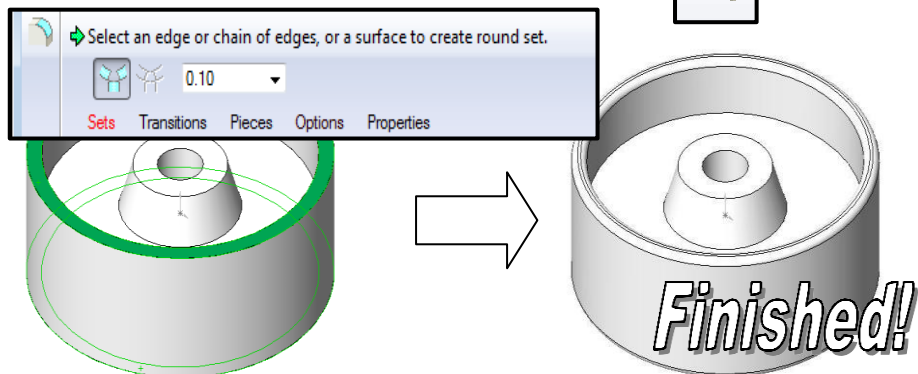 Select an edge or chain of edges, or a surface to create round set.
0.10
Sets Transitions Pieces Options Properties
Finished!